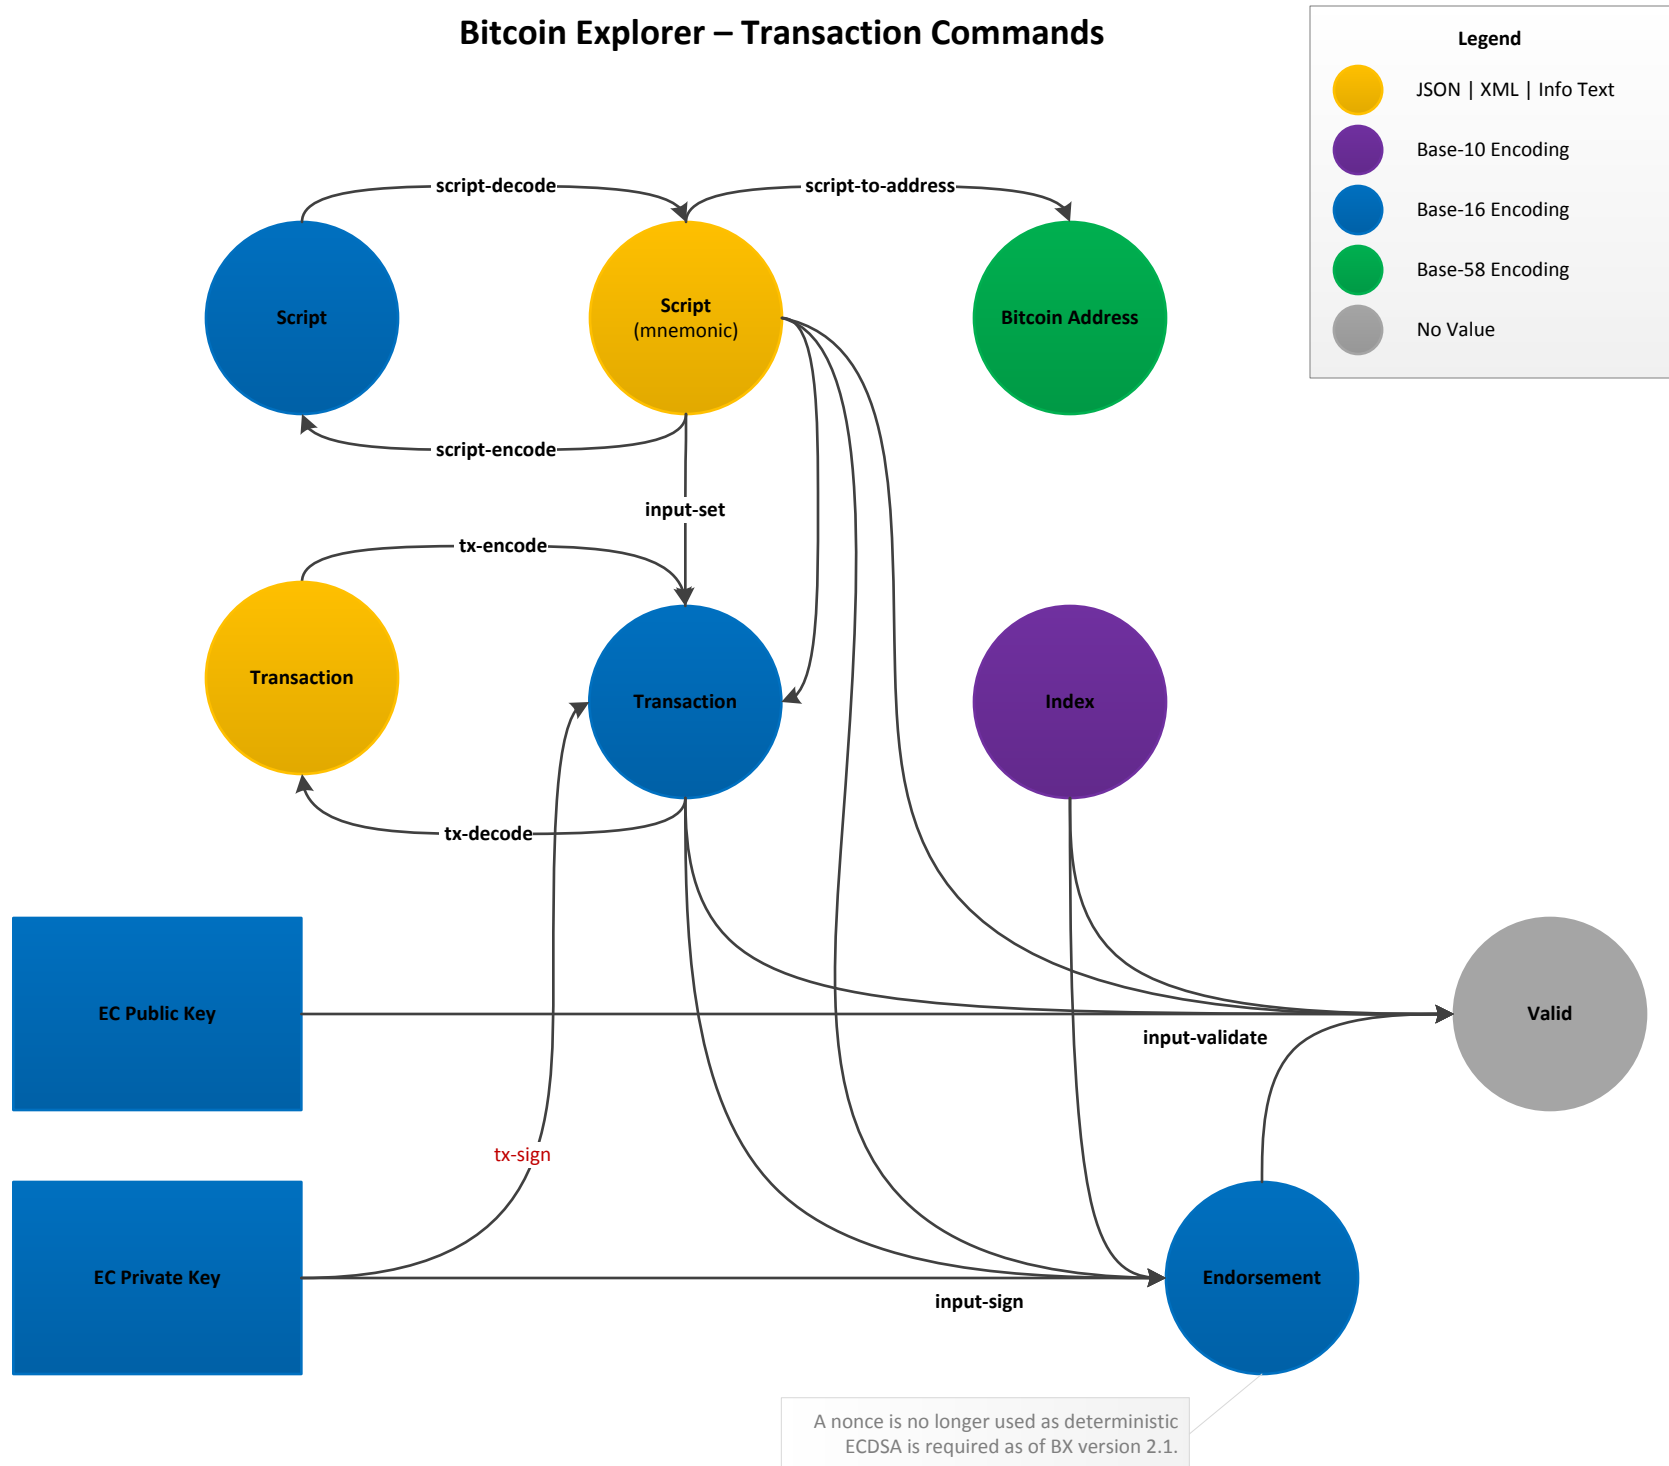 Bitcoin Explorer – Transaction Commands
Legend
JSON | XML | Info Text
Base-10 Encoding
Base-16 Encoding
Base-58 Encoding
No Value
script-decode
script-to-address
Script
Script
(mnemonic)
Bitcoin Address
script-encode
input-set
tx-encode
Transaction
Transaction
Index
tx-decode
EC Public Key
Valid
input-validate
tx-sign
EC Private Key
Endorsement
input-sign
A nonce is no longer used as deterministic
ECDSA is required as of BX version 2.1.